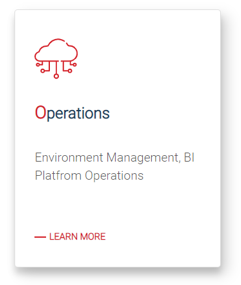 Operations
Environment Management, BI
Platfrom Operations
LEARN MORE